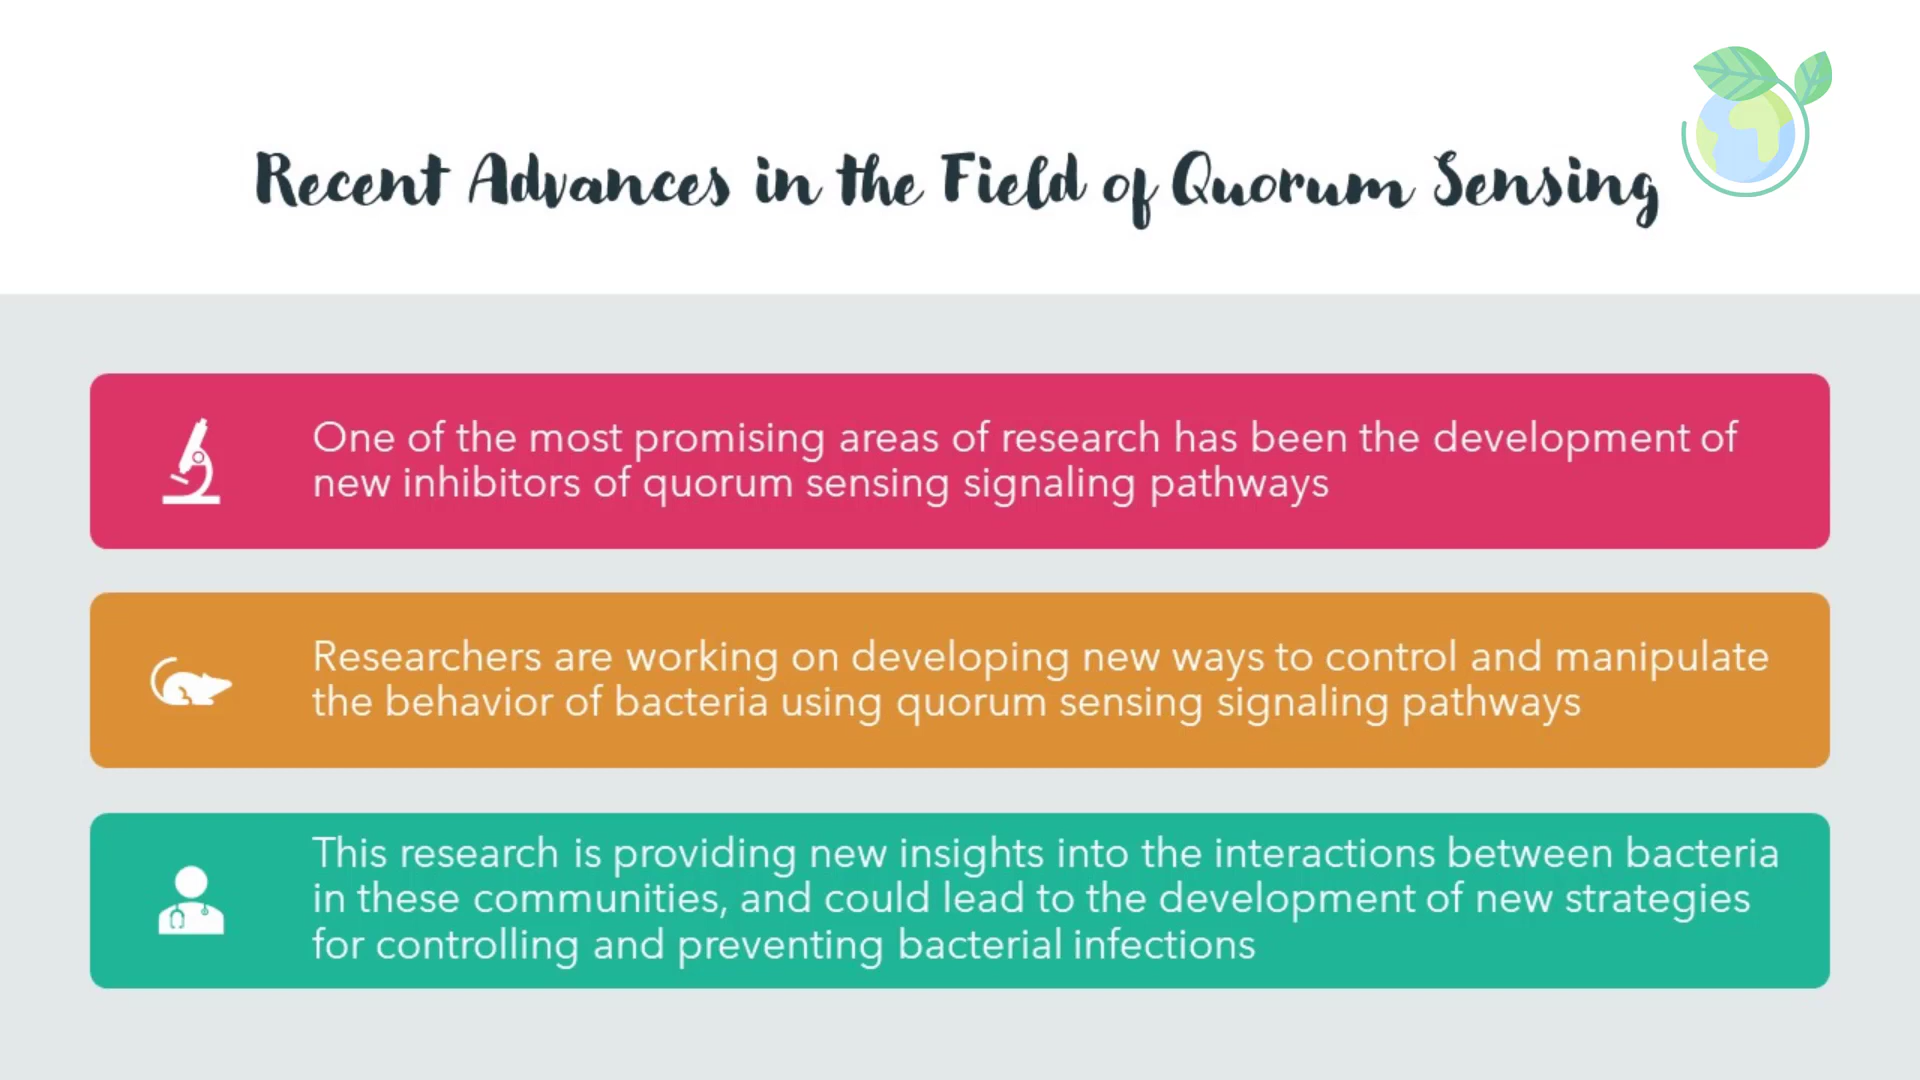 Recent Advances in the Field of Quorum Sensing
One of the most promising areas of research has been the development of
new inhibitors of quorum sensing signaling pathways
Researchers are working on developing new ways to control and manipulate
the behavior of bacteria using quorum sensing signaling pathways
This research is providing new insights into the interactions between bacteria
in these communities, and could lead to the development of new strategies
for controlling and preventing bacterial infections